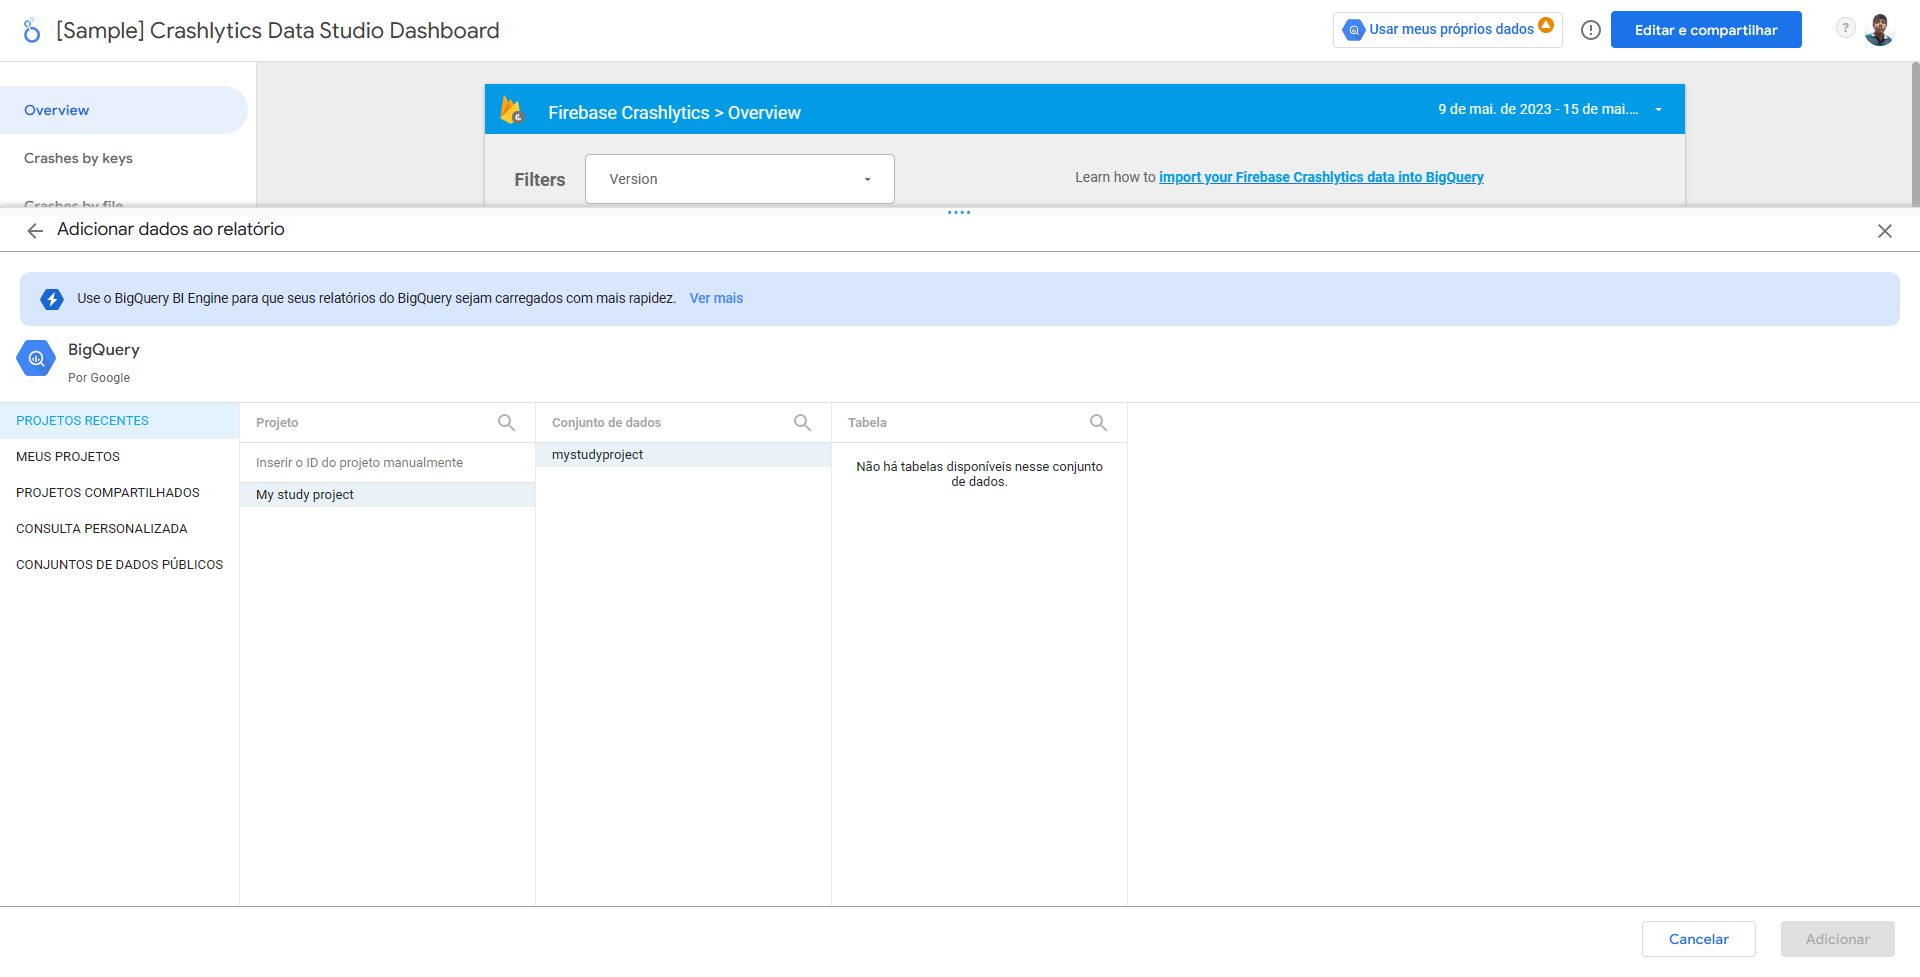 [Sample] Crashlytics Data Studio Dashboard
Usar meus próprios dados
Editar e compartilhar
?
Overview
Crashes by keys
Crashes by file
Firebase Crashlytics > Overview
9 de mai. de 2023 - 15 de mai....
Filters
Version
Learn how to import your Firebase Crashlytics data into BigQuery
Adicionar dados ao relatório
Use o BigQuery BI Engine para que seus relatórios do BigQuery sejam carregados com mais rapidez. Ver mais
BigQuery
Por Google
PROJETOS RECENTES
MEUS PROJETOS
PROJETOS COMPARTILHADOS
CONSULTA PERSONALIZADA
CONJUNTOS DE DADOS PÚBLICOS
Projeto
Inserir o ID do projeto manualmente
My study project
Conjunto de dados
mystudyproject
Tabela
Não há tabelas disponíveis nesse conjunto
de dados.
Cancelar
Adicionar